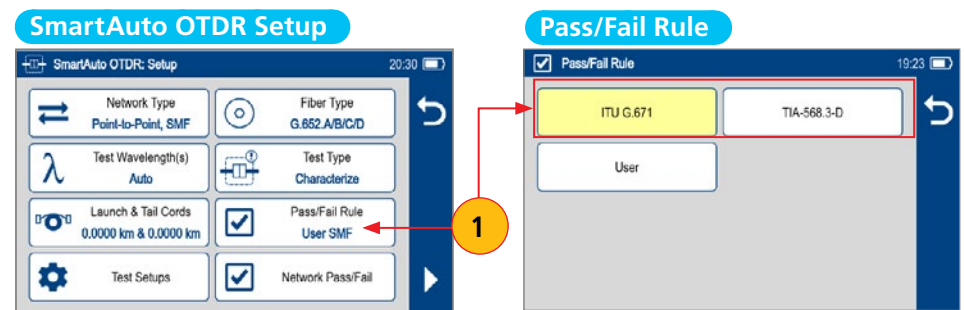 SmartAuto OTDR Setup
SmartAuto OTDR: Setup
20:30
Network Type
Point-to-Point, SMF
Fiber Type
G.652.A/B/C/D
Test Wavelength(s)
Auto
Test Type
Characterize
Launch & Tail Cords
0.0000 km & 0.0000 km
Pass/Fail Rule
User SMF
Test Setups
Network Pass/Fail
1
Pass/Fail Rule
Pass/Fail Rule
19:23
ITU G.671
TIA-568.3-D
User